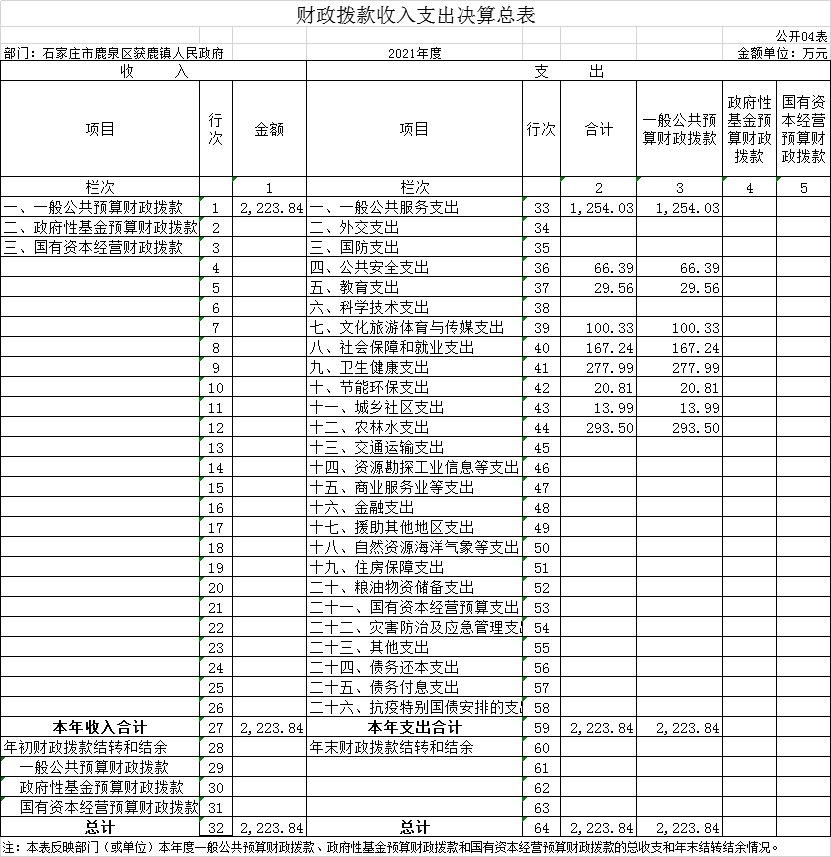 财政拨款收入支出决算总表
公开04表
部门：石家庄市鹿泉区获鹿镇人民政府 2021年度 金额单位：万元
收 入 支 出
项目 行次 金额 项目 行次 合计 一般公共预算财政拨款 政府性基金预算财政拨款 国有资本经营预算财政拨款
栏次 1 栏次 2 3 4 5
一、一般公共预算财政拨款 1 2,223.84 一、一般公共服务支出 33 1,254.03 1,254.03
二、政府性基金预算财政拨款 2 二、外交支出 34
三、国有资本经营财政拨款 3 三、国防支出 35
4 四、公共安全支出 36 66.39 66.39
5 五、教育支出 37 29.56 29.56
6 六、科学技术支出 38
7 七、文化旅游体育与传媒支出 39 100.33 100.33
8 八、社会保障和就业支出 40 167.24 167.24
9 九、卫生健康支出 41 277.99 277.99
10 十、节能环保支出 42 20.81 20.81
11 十一、城乡社区支出 43 13.99 13.99
12 十二、农林水支出 44 293.50 293.50
13 十三、交通运输支出 45
14 十四、资源勘探工业信息等支出 46
15 十五、商业服务业等支出 47
16 十六、金融支出 48
17 十七、援助其他地区支出 49
18 十八、自然资源海洋气象等支出 50
19 十九、住房保障支出 51
20 二十、粮油物资储备支出 52
21 二十一、国有资本经营预算支出 53
22 二十二、灾害防治及应急管理支 54
23 二十三、其他支出 55
24 二十四、债务还本支出 56
25 二十五、债务付息支出 57
26 二十六、抗疫特别国债安排的支 58
本年收入合计 27 2,223.84 本年支出合计 59 2,223.84 2,223.84
年初财政拨款结转和结余 28 年末财政拨款结转和结余 60
一般公共预算财政拨款 29 61
政府性基金预算财政拨款 30 62
国有资本经营预算财政拨款 31 63
总计 32 2,223.84 总计 64 2,223.84 2,223.84
注：本表反映部门（或单位）本年度一般公共预算财政拨款、政府性基金预算财政拨款和国有资本经营预算财政拨款的总收支和年末结转结余情况。